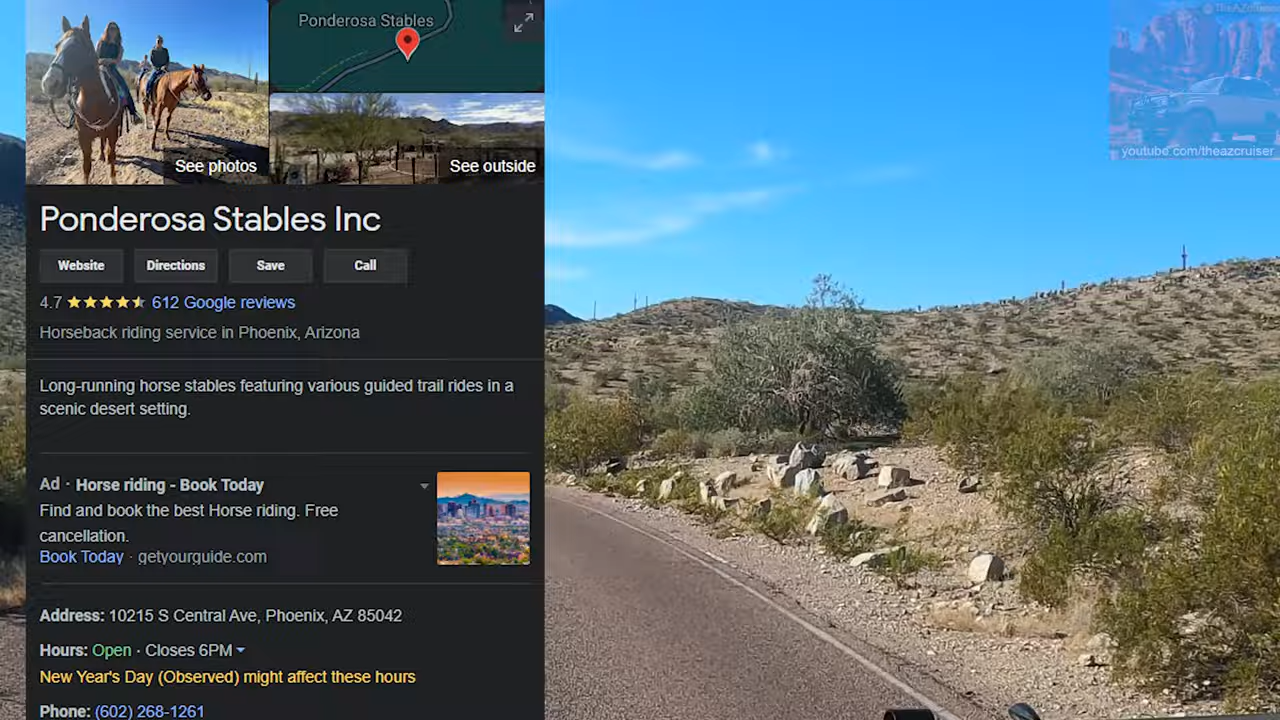 Ponderosa Stables
© TheAZcruiser
See photos
See outside
youtube.com/theazcruiser
Ponderosa Stables Inc
Website
Directions
Save
Call
4.7
612 Google reviews
Horseback riding service in Phoenix, Arizona
Long-running horse stables featuring various guided trail rides in a
scenic desert setting.
Ad · Horse riding - Book Today
Find and book the best Horse riding. Free
cancellation.
Book Today · getyourguide.com
Address: 10215 S Central Ave, Phoenix, AZ 85042
Hours: Open · Closes 6PM
New Year's Day (Observed) might affect these hours
Phone: (602) 268-1261